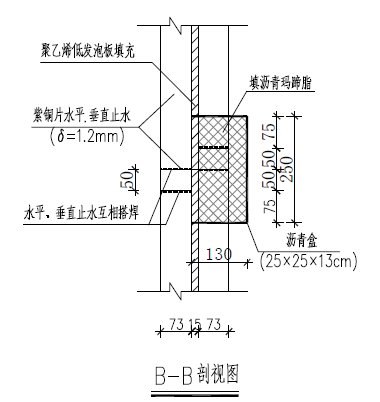 聚乙烯低发泡板填充
填沥青玛蹄脂
紫铜片水平、垂直止水
(δ=1.2mm)
75
50
50
75
250
50
水平、垂直止水互相搭焊
沥青盒
(25×25×13cm)
130
73 15 73
B-B剖视图